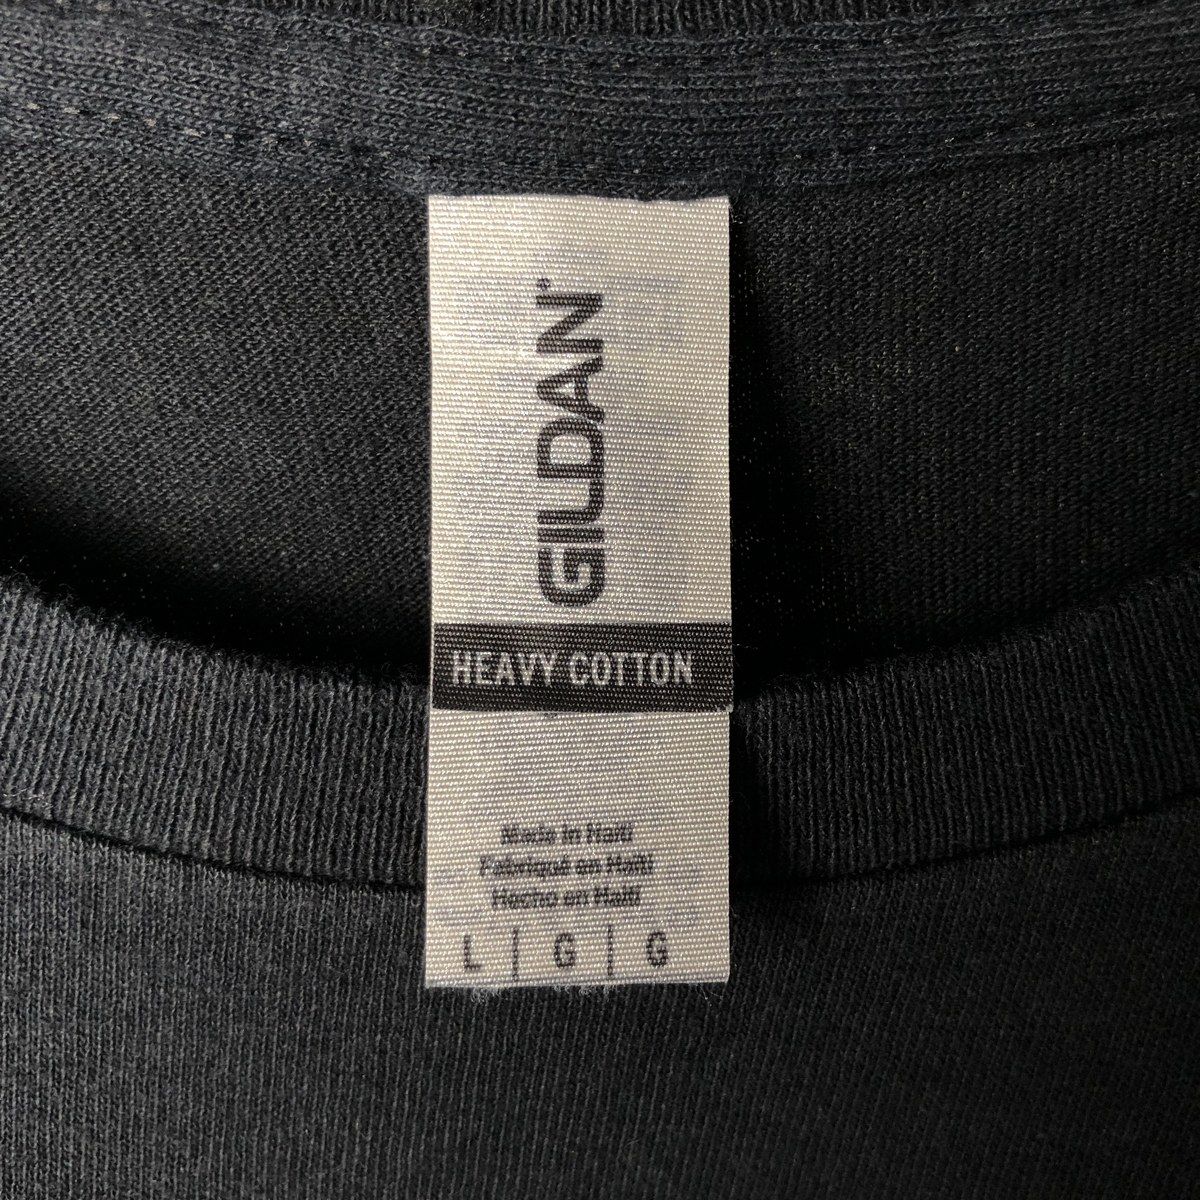 GILDAN®
HEAVY COTTON
Made in Haiti
Fabriqué en Haïti
Hecho en Haití
L | G | G